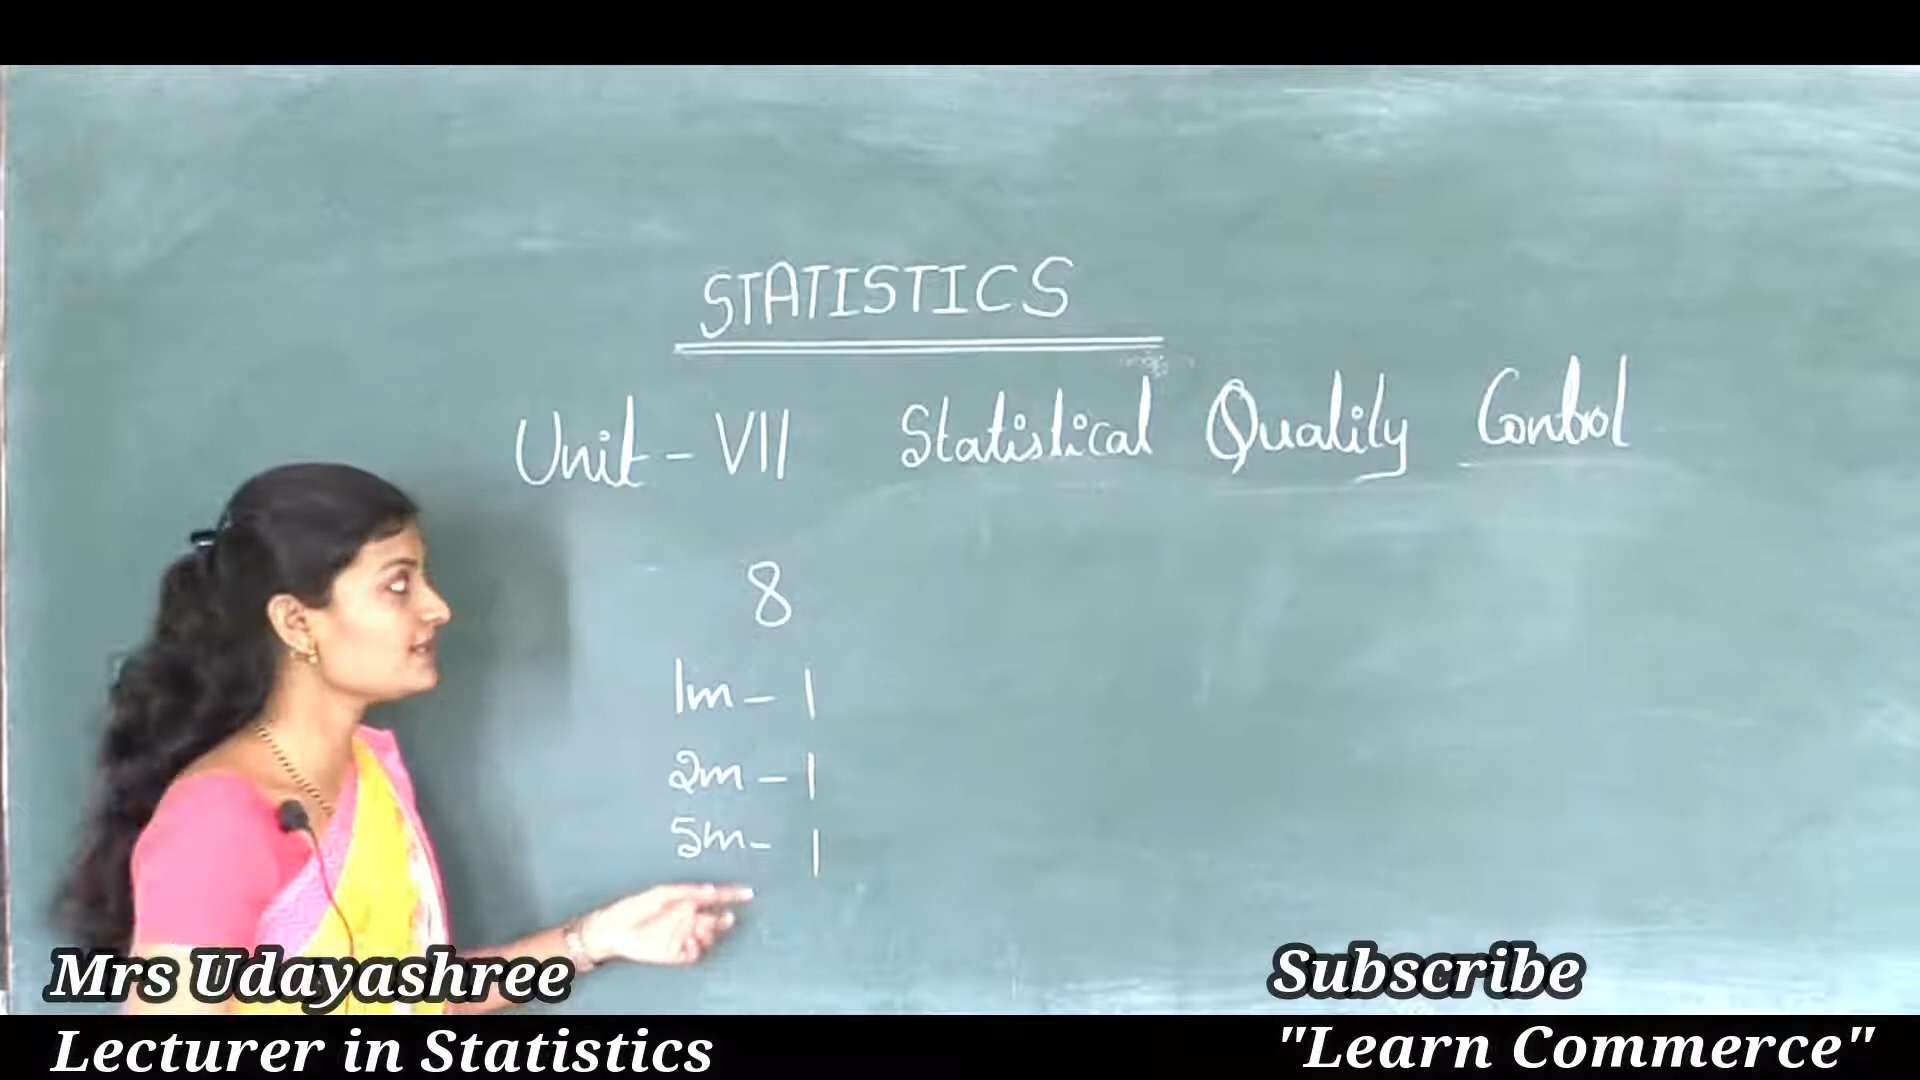 STATISTICS
Unit - VII Statistical Quality Control
8
1m - 1
2m - 1
5m - 1
Mrs Udayashree
Lecturer in Statistics
Subscribe
"Learn Commerce"